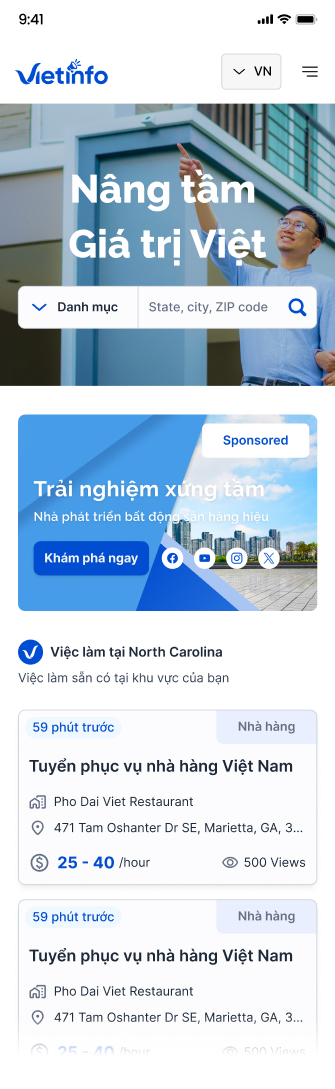 9:41
Vietinfo
VN
Nâng tầm
Giá trị Việt
Danh mục
State, city, ZIP code
Sponsored
Trải nghiệm xứng tầm
Nhà phát triển bất động sản hàng hiệu
Khám phá ngay
Việc làm tại North Carolina
Việc làm sẵn có tại khu vực của bạn
59 phút trước
Nhà hàng
Tuyển phục vụ nhà hàng Việt Nam
Pho Dai Viet Restaurant
471 Tam Oshanter Dr SE, Marietta, GA, 3...
25 - 40 /hour
500 Views
59 phút trước
Nhà hàng
Tuyển phục vụ nhà hàng Việt Nam
Pho Dai Viet Restaurant
471 Tam Oshanter Dr SE, Marietta, GA, 3...
25 - 40 /hour
500 Views